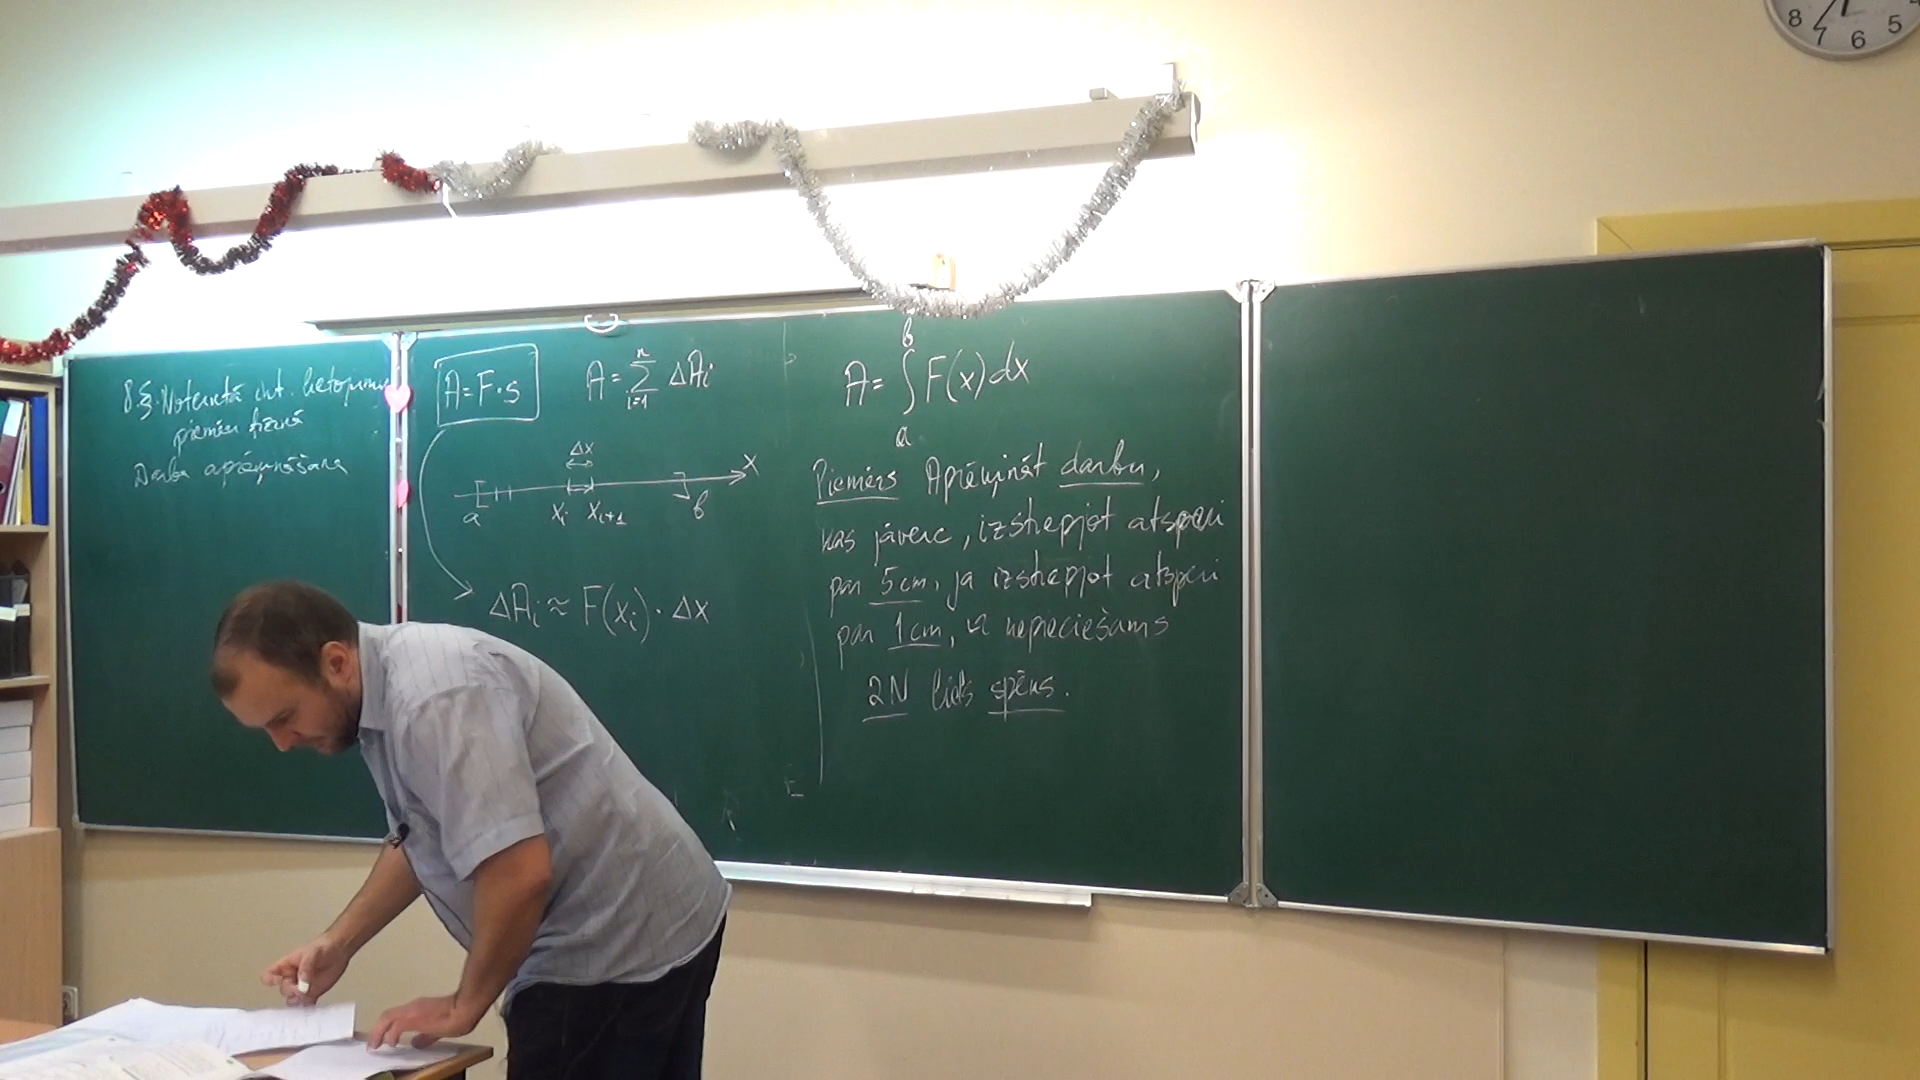 8.§. Noteiktā int. lietojumu
piemēri fizikā
Darba aprēķināšana
A=F·s
A=∑ΔAᵢ
n
i=1
Δx
a xᵢ xᵢ₊₁ b x
ΔAᵢ≈F(xᵢ)·Δx
b
A=∫F(x)dx
a
Piemērs Aprēķināt darbu,
kas jāveic, izstiepjot atsperi
par 5cm, ja izstiepjot atsperi
par 1cm, ir nepieciešams
2N liels spēks.
8 7 6 5